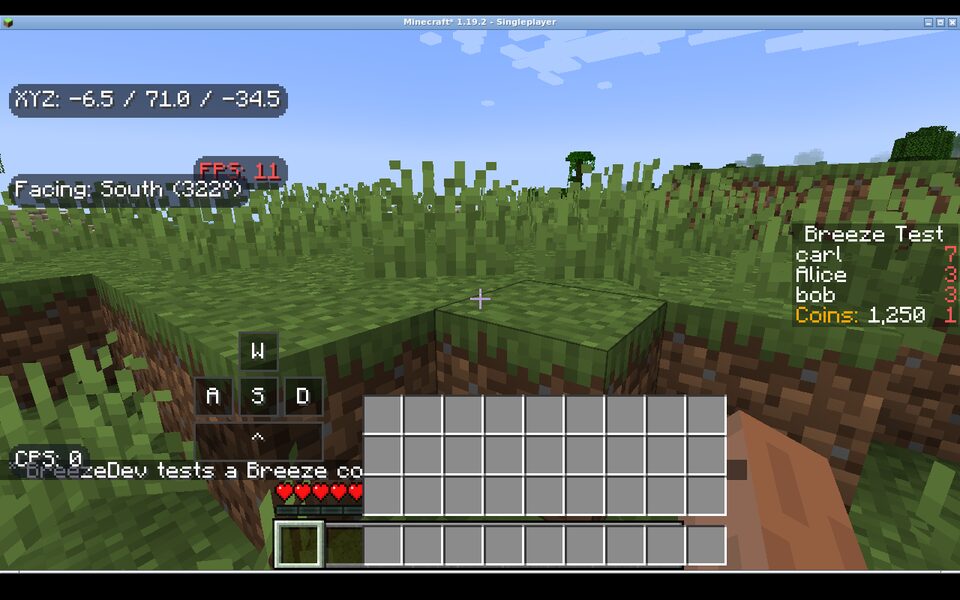 Minecraft* 1.19.2 - Singleplayer
XYZ: -6.5 / 71.0 / -34.5
FPS: 11
Facing: South (322°)
Breeze Test
carl 7
Alice 3
bob 3
Coins: 1,250 1
W
A S D
^
CPS: 0
BreezeDev tests a Breeze co